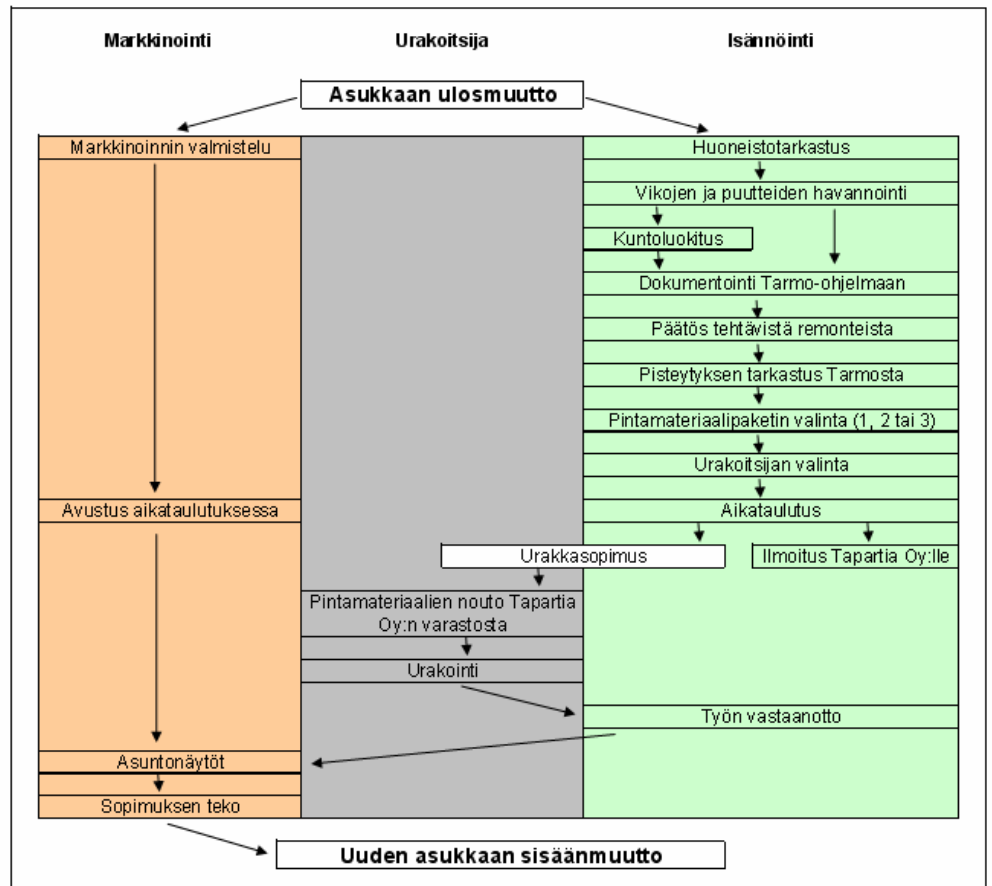 Markkinointi Urakoitsija Isännöinti
Asukkaan ulosmuutto
Markkinoinnin valmistelu Huoneistotarkastus
Vikojen ja puutteiden havannointi
Kuntoluokitus
Dokumentointi Tarmo-ohjelmaan
Päätös tehtävistä remonteista
Pisteytyksen tarkastus Tarmosta
Pintamateriaalipaketin valinta (1, 2 tai 3)
Urakoitsijan valinta
Avustus aikataulutuksessa Aikataulutus
Urakkasopimus Ilmoitus Tapartia Oy:lle
Pintamateriaalien nouto Tapartia
Oy:n varastosta
Urakointi
Työn vastaanotto
Asuntonäytöt
Sopimuksen teko
Uuden asukkaan sisäänmuutto